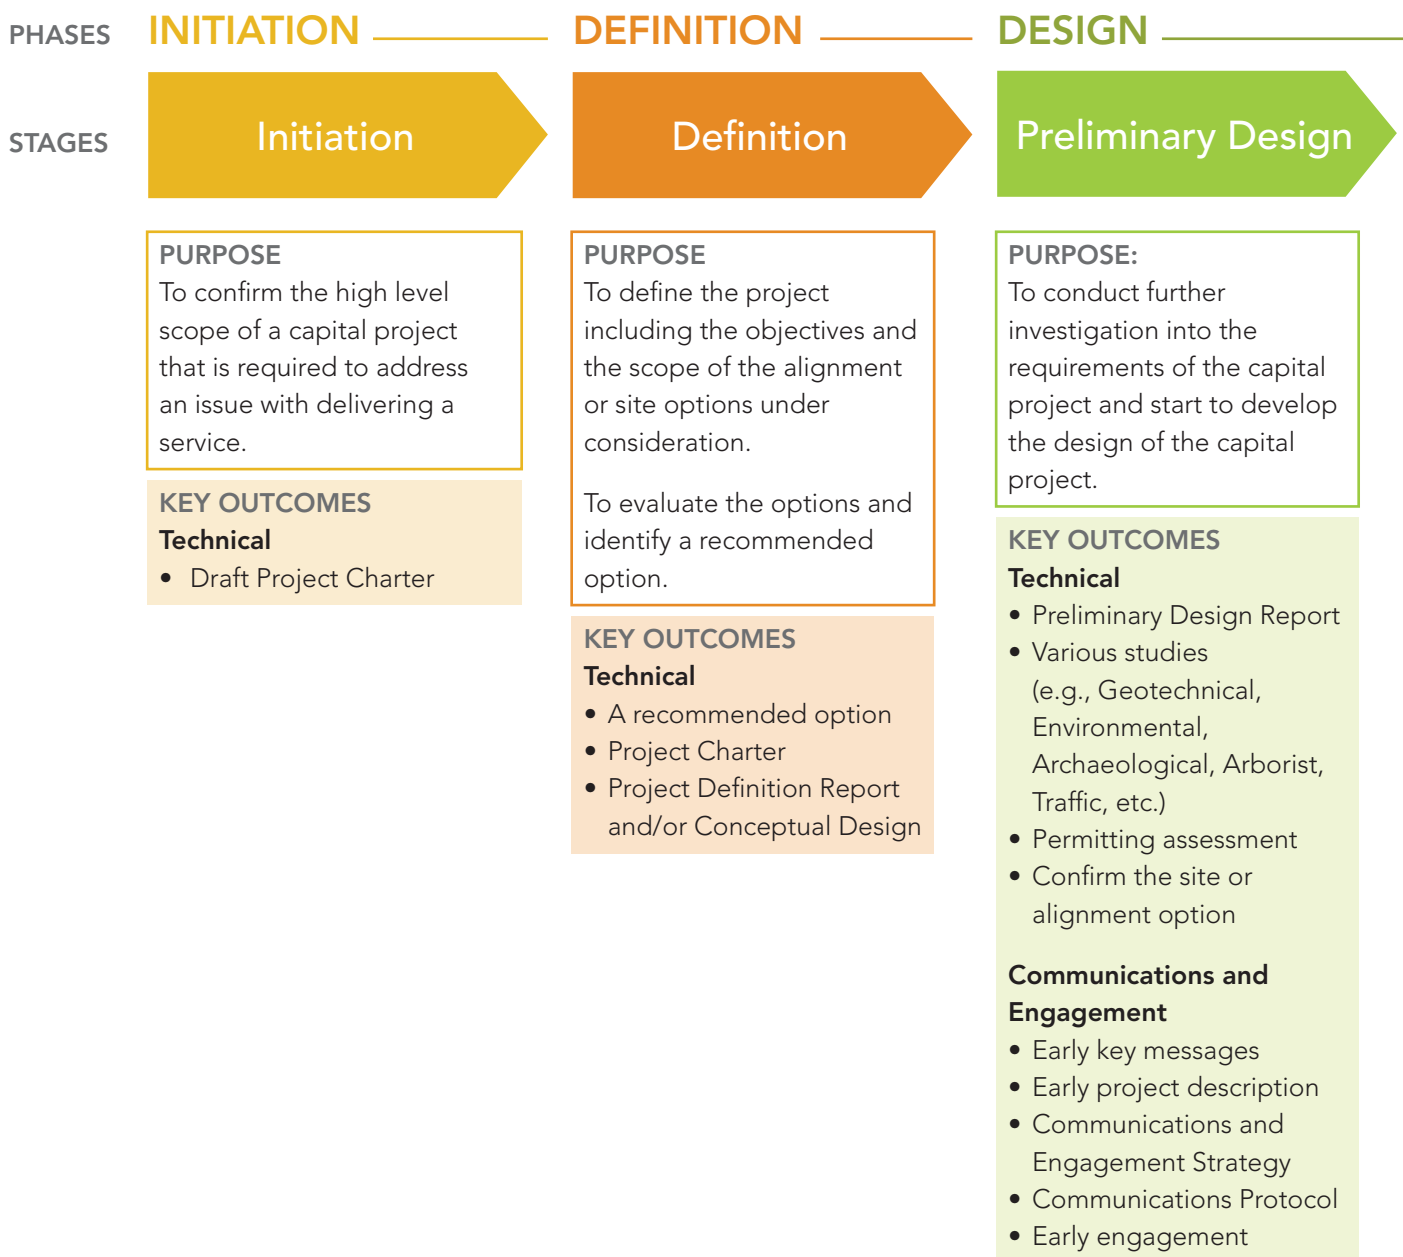 PHASES
INITIATION
DEFINITION
DESIGN
STAGES
Initiation
Definition
Preliminary Design
PURPOSE
To confirm the high level
scope of a capital project
that is required to address
an issue with delivering a
service.
KEY OUTCOMES
Technical
• Draft Project Charter
PURPOSE
To define the project
including the objectives and
the scope of the alignment
or site options under
consideration.
To evaluate the options and
identify a recommended
option.
KEY OUTCOMES
Technical
• A recommended option
• Project Charter
• Project Definition Report
and/or Conceptual Design
PURPOSE:
To conduct further
investigation into the
requirements of the capital
project and start to develop
the design of the capital
project.
KEY OUTCOMES
Technical
• Preliminary Design Report
• Various studies
(e.g., Geotechnical,
Environmental,
Archaeological, Arborist,
Traffic, etc.)
• Permitting assessment
• Confirm the site or
alignment option
Communications and
Engagement
• Early key messages
• Early project description
• Communications and
Engagement Strategy
• Communications Protocol
• Early engagement